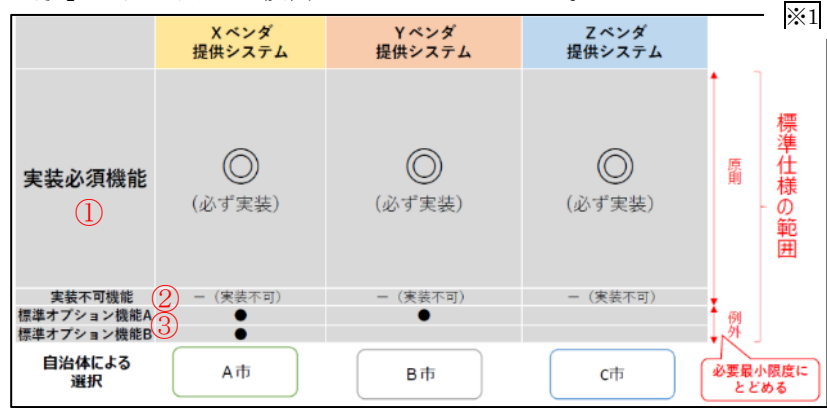 ※1
Xベンダ
提供システム
Yベンダ
提供システム
Zベンダ
提供システム
実装必須機能
①
◎
(必ず実装)
◎
(必ず実装)
◎
(必ず実装)
実装不可機能 ② － (実装不可) － (実装不可) － (実装不可)
標準オプション機能A ● ●
③
標準オプション機能B ●
自治体による
選択
A市
B市
C市
原則
例外
標準仕様の範囲
必要最小限度に
とどめる